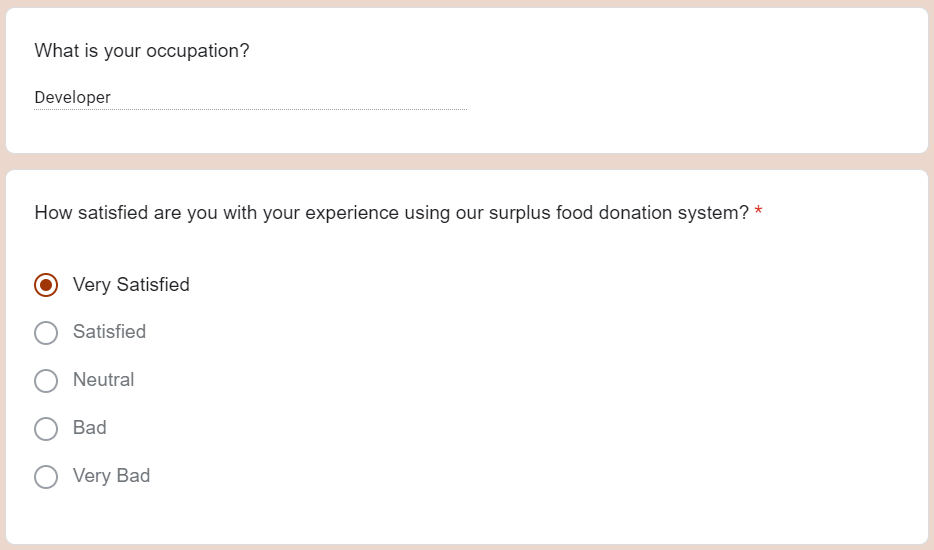 What is your occupation?
Developer
How satisfied are you with your experience using our surplus food donation system? *
Very Satisfied
Satisfied
Neutral
Bad
Very Bad